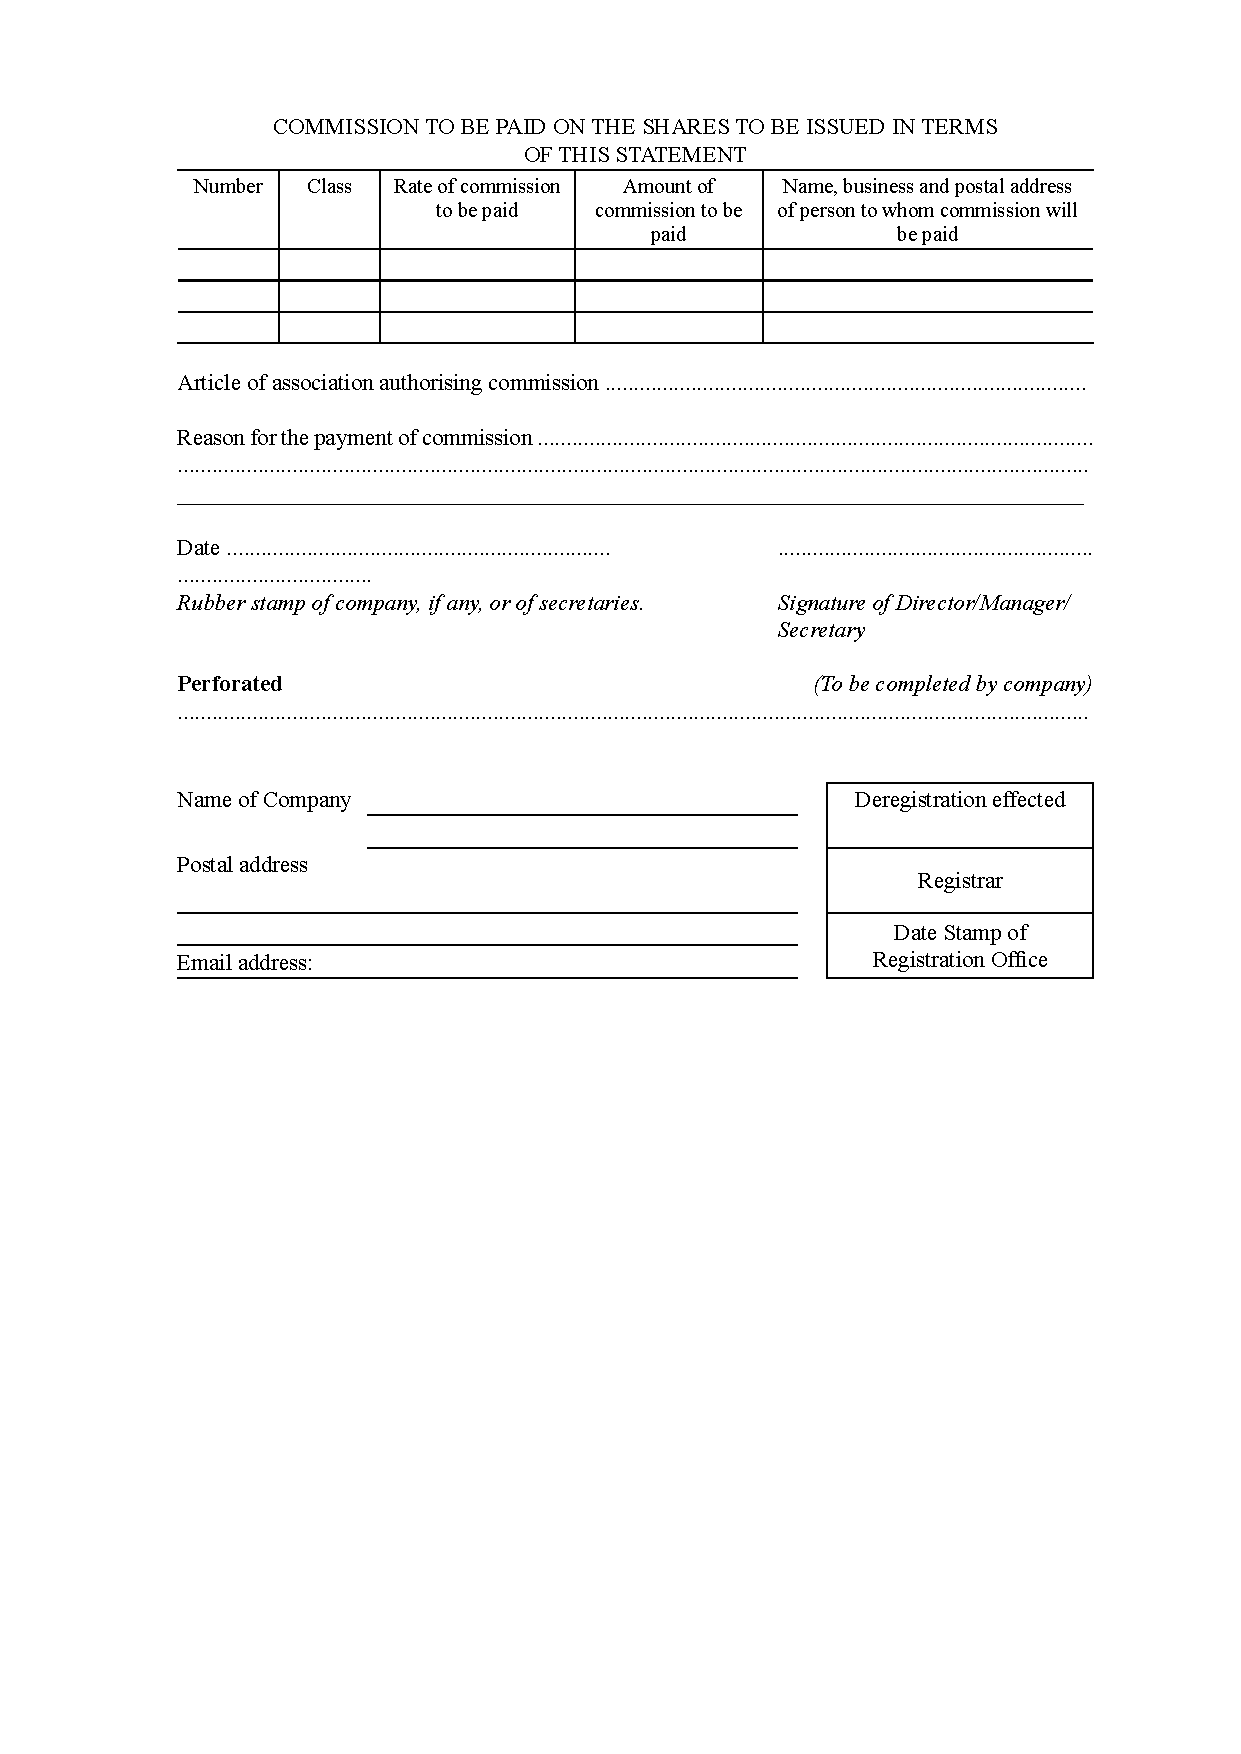 COMMISSION TO BE PAID ON THE SHARES TO BE ISSUED IN TERMS
OF THIS STATEMENT
Number Class Rate of commission to be paid Amount of commission to be paid Name, business and postal address of person to whom commission will be paid
Article of association authorising commission ....................................................................................
Reason for the payment of commission .................................................................................................
...............................................................................................................................................................
Date ................................................................... .......................................................
..................................
Rubber stamp of company, if any, or of secretaries. Signature of Director/Manager/
Secretary
Perforated (To be completed by company)
...............................................................................................................................................................
Name of Company
Deregistration effected
Postal address
Registrar
Date Stamp of
Registration Office
Email address: